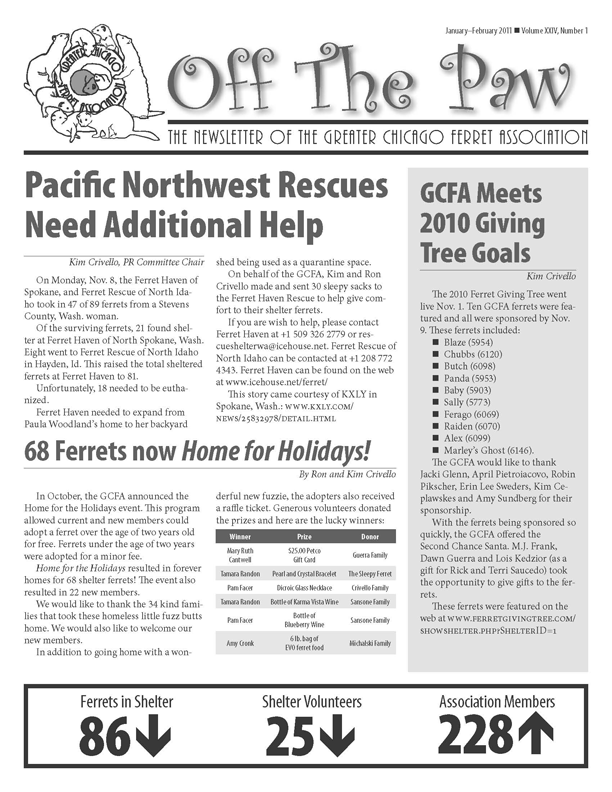 January–February 2011 ■ Volume XXIV, Number 1
GREATER CHICAGO
FERRET ASSOCIATION
Off The Paw
THE NEWSLETTER OF THE GREATER CHICAGO FERRET ASSOCIATION
Pacific Northwest Rescues
Need Additional Help
Kim Crivello, PR Committee Chair
On Monday, Nov. 8, the Ferret Haven of
Spokane, and Ferret Rescue of North Ida-
ho took in 47 of 89 ferrets from a Stevens
County, Wash. woman.
Of the surviving ferrets, 21 found shel-
ter at Ferret Haven of North Spokane, Wash.
Eight went to Ferret Rescue of North Idaho
in Hayden, Id. This raised the total sheltered
ferrets at Ferret Haven to 81.
Unfortunately, 18 needed to be eutha-
nized.
Ferret Haven needed to expand from
Paula Woodland's home to her backyard
shed being used as a quarantine space.
On behalf of the GCFA, Kim and Ron
Crivello made and sent 30 sleepy sacks to
the Ferret Haven Rescue to help give com-
fort to their shelter ferrets.
If you are wish to help, please contact
Ferret Haven at +1 509 326 2779 or res-
cueshelterwa@icehouse.net. Ferret Rescue of
North Idaho can be contacted at +1 208 772
4343. Ferret Haven can be found on the web
at www.icehouse.net/ferret/
This story came courtesy of KXLY in
Spokane, Wash.: www.kxly.com/
news/25832978/detail.html
68 Ferrets now Home for Holidays!
By Ron and Kim Crivello
In October, the GCFA announced the
Home for the Holidays event. This program
allowed current and new members could
adopt a ferret over the age of two years old
for free. Ferrets under the age of two years
were adopted for a minor fee.
Home for the Holidays resulted in forever
homes for 68 shelter ferrets! The event also
resulted in 22 new members.
We would like to thank the 34 kind fami-
lies that took these homeless little fuzz butts
home. We would also like to welcome our
new members.
In addition to going home with a won-
derful new fuzzie, the adopters also received
a raffle ticket. Generous volunteers donated
the prizes and here are the lucky winners:
Winner Prize Donor
Mary Ruth Cantwell $25.00 Petco Gift Card Guerra Family
Tamara Randon Pearl and Crystal Bracelet The Sleepy Ferret
Pam Facer Dicroic Glass Necklace Crivello Family
Tamara Randon Bottle of Karma Vista Wine Sansone Family
Pam Facer Bottle of Blueberry Wine Sansone Family
Amy Cronk 6 lb. bag of EVO ferret food Michalski Family
GCFA Meets
2010 Giving
Tree Goals
Kim Crivello
The 2010 Ferret Giving Tree went
live Nov. 1. Ten GCFA ferrets were fea-
tured and all were sponsored by Nov.
9. These ferrets included:
■ Blaze (5954)
■ Chubbs (6120)
■ Butch (6098)
■ Panda (5952)
■ Baby (5903)
■ Sally (5773)
■ Ferago (6069)
■ Raiden (6070)
■ Alex (6099)
■ Marley's Ghost (6146).
The GCFA would like to thank
Jacki Glenn, April Pietroiacovo, Robin
Pikscher, Erin Lee Sweders, Kim Ce-
plawskes and Amy Sundberg for their
sponsorship.
With the ferrets being sponsored so
quickly, the GCFA offered the
Second Chance Santa. M.J. Frank,
Dawn Guerra and Lois Kedzior (as a
gift for Rick and Terri Saucedo) took
the opportunity to give gifts to the fer-
rets.
These ferrets were featured on the
web at www.ferretgivingtree.com/
showshelter.php?ShelterID=1
Ferrets in Shelter
86
Shelter Volunteers
25
Association Members
228